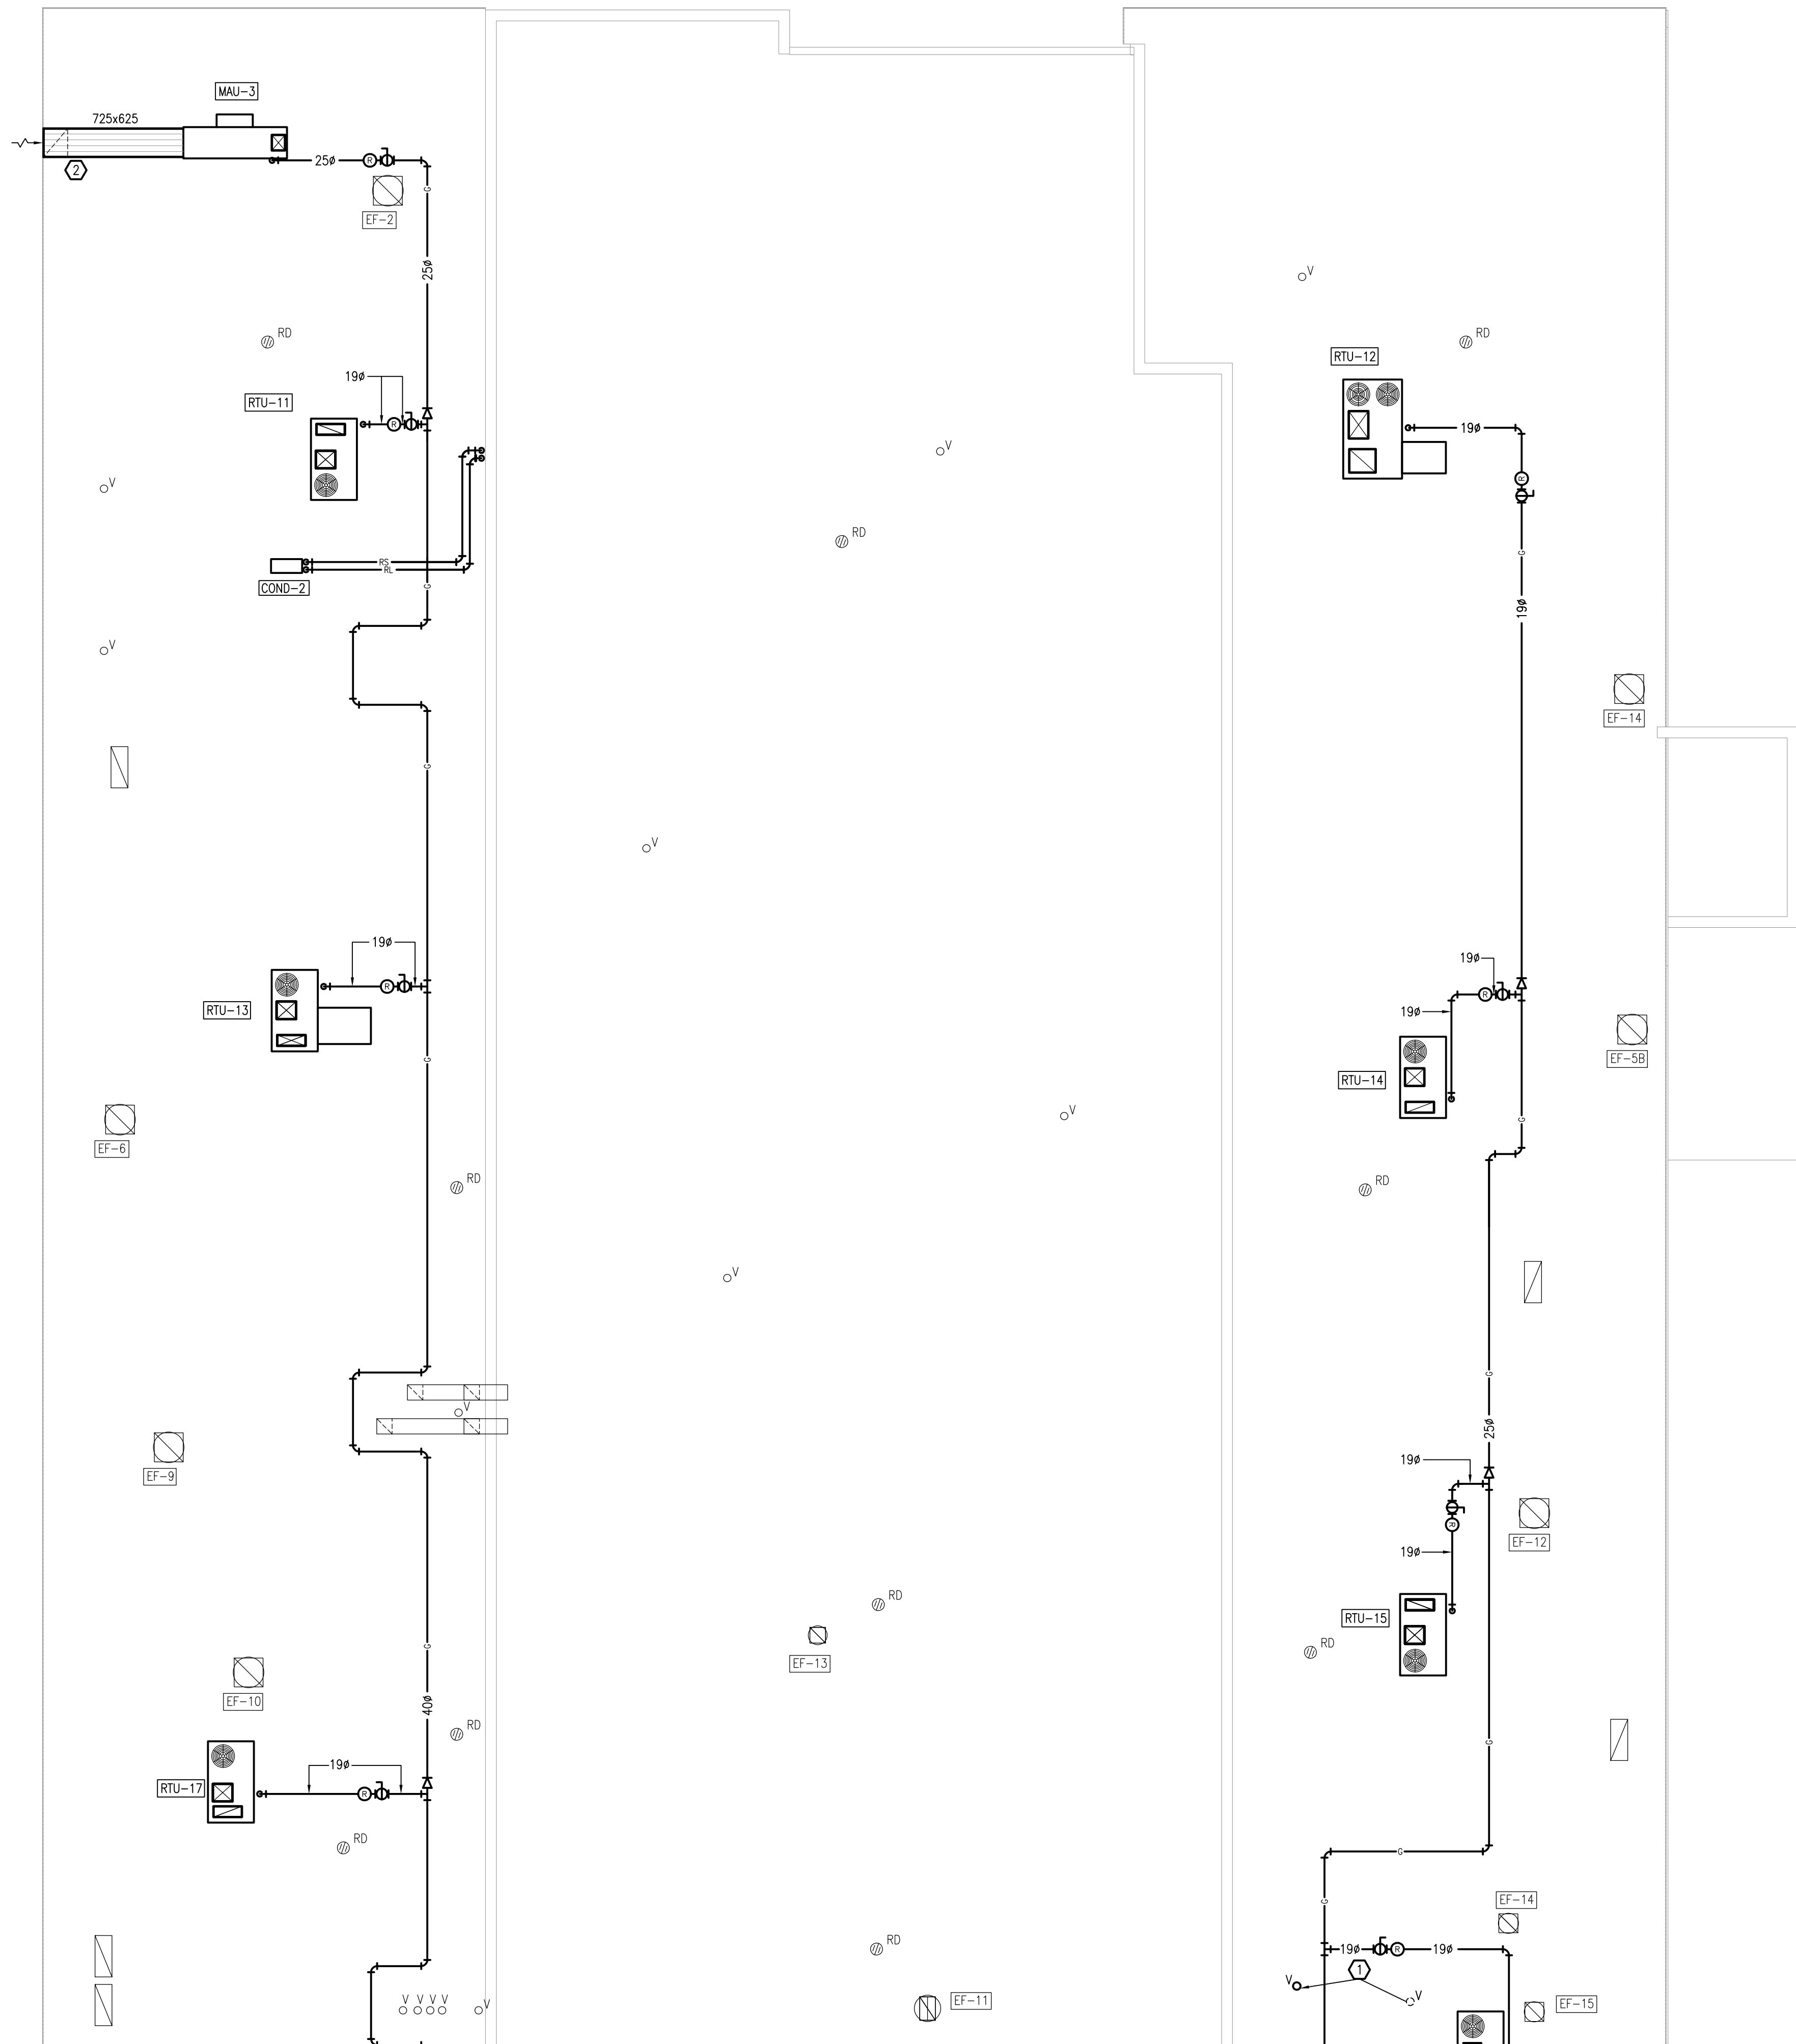 MAU-3
725x625
2
25ø
R
G
EF-2
25ø
V
RD
RD
RTU-12
19ø
RTU-11
R
19ø
V
R
V
RD
G
RS
RL
COND-2
G
19ø
V
EF-14
G
V
19ø
R
19ø
R
RTU-13
19ø
RTU-14
EF-5B
G
EF-6
V
G
RD
RD
V
G
V
25ø
19ø
EF-9
R
EF-12
19ø
RD
RTU-15
EF-13
RD
G
EF-10
40ø
RD
G
19ø
RTU-17
R
RD
G
EF-14
G
RD
19ø
R
19ø
1
V
V
V V V V
V
EF-11
EF-15